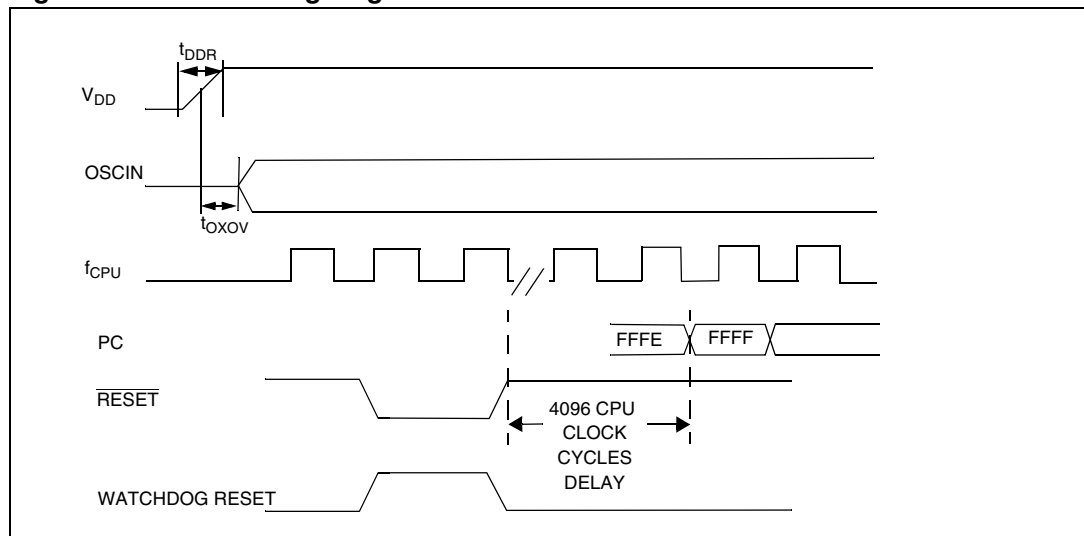 tDDR
VDD
OSCIN
tOXOV
fCPU
PC
FFFE
FFFF
RESET
4096 CPU
CLOCK
CYCLES
DELAY
WATCHDOG RESET